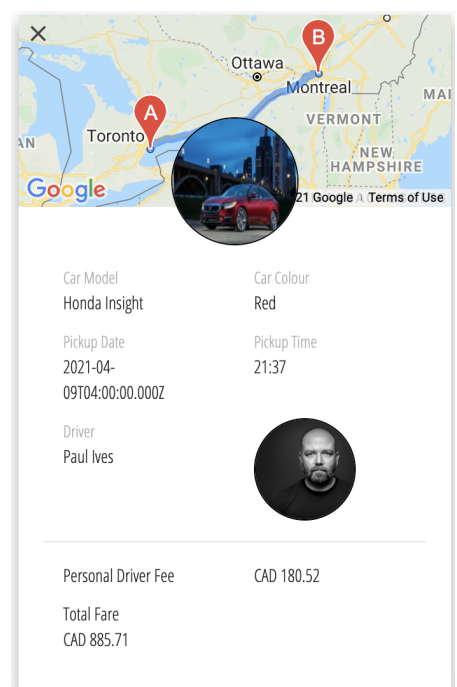 B
Ottawa
Montreal
A
Toronto
VERMONT
NEW
HAMPSHIRE
Google
21 Google
Terms of Use
Car Model
Car Colour
Honda Insight
Red
Pickup Date
Pickup Time
2021-04-
21:37
09T04:00:00.000Z
Driver
Paul Ives
Personal Driver Fee
CAD 180.52
Total Fare
CAD 885.71